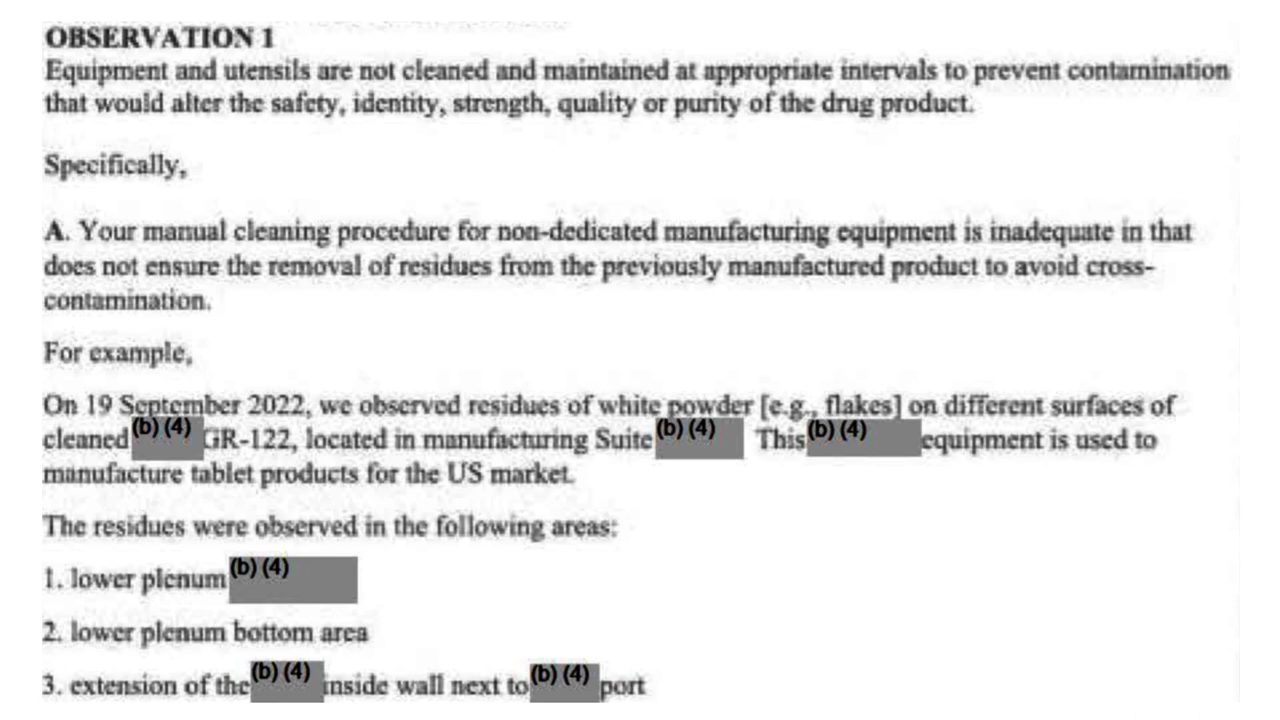 OBSERVATION 1
Equipment and utensils are not cleaned and maintained at appropriate intervals to prevent contamination
that would alter the safety, identity, strength, quality or purity of the drug product.
Specifically,
A. Your manual cleaning procedure for non-dedicated manufacturing equipment is inadequate in that
does not ensure the removal of residues from the previously manufactured product to avoid cross-
contamination.
For example,
On 19 September 2022, we observed residues of white powder [e.g., flakes] on different surfaces of
cleaned (b) (4) GR-122, located in manufacturing Suite (b) (4) This (b) (4) equipment is used to
manufacture tablet products for the US market.
The residues were observed in the following areas:
1. lower plenum (b) (4)
2. lower plenum bottom area
3. extension of the (b) (4) inside wall next to (b) (4) port